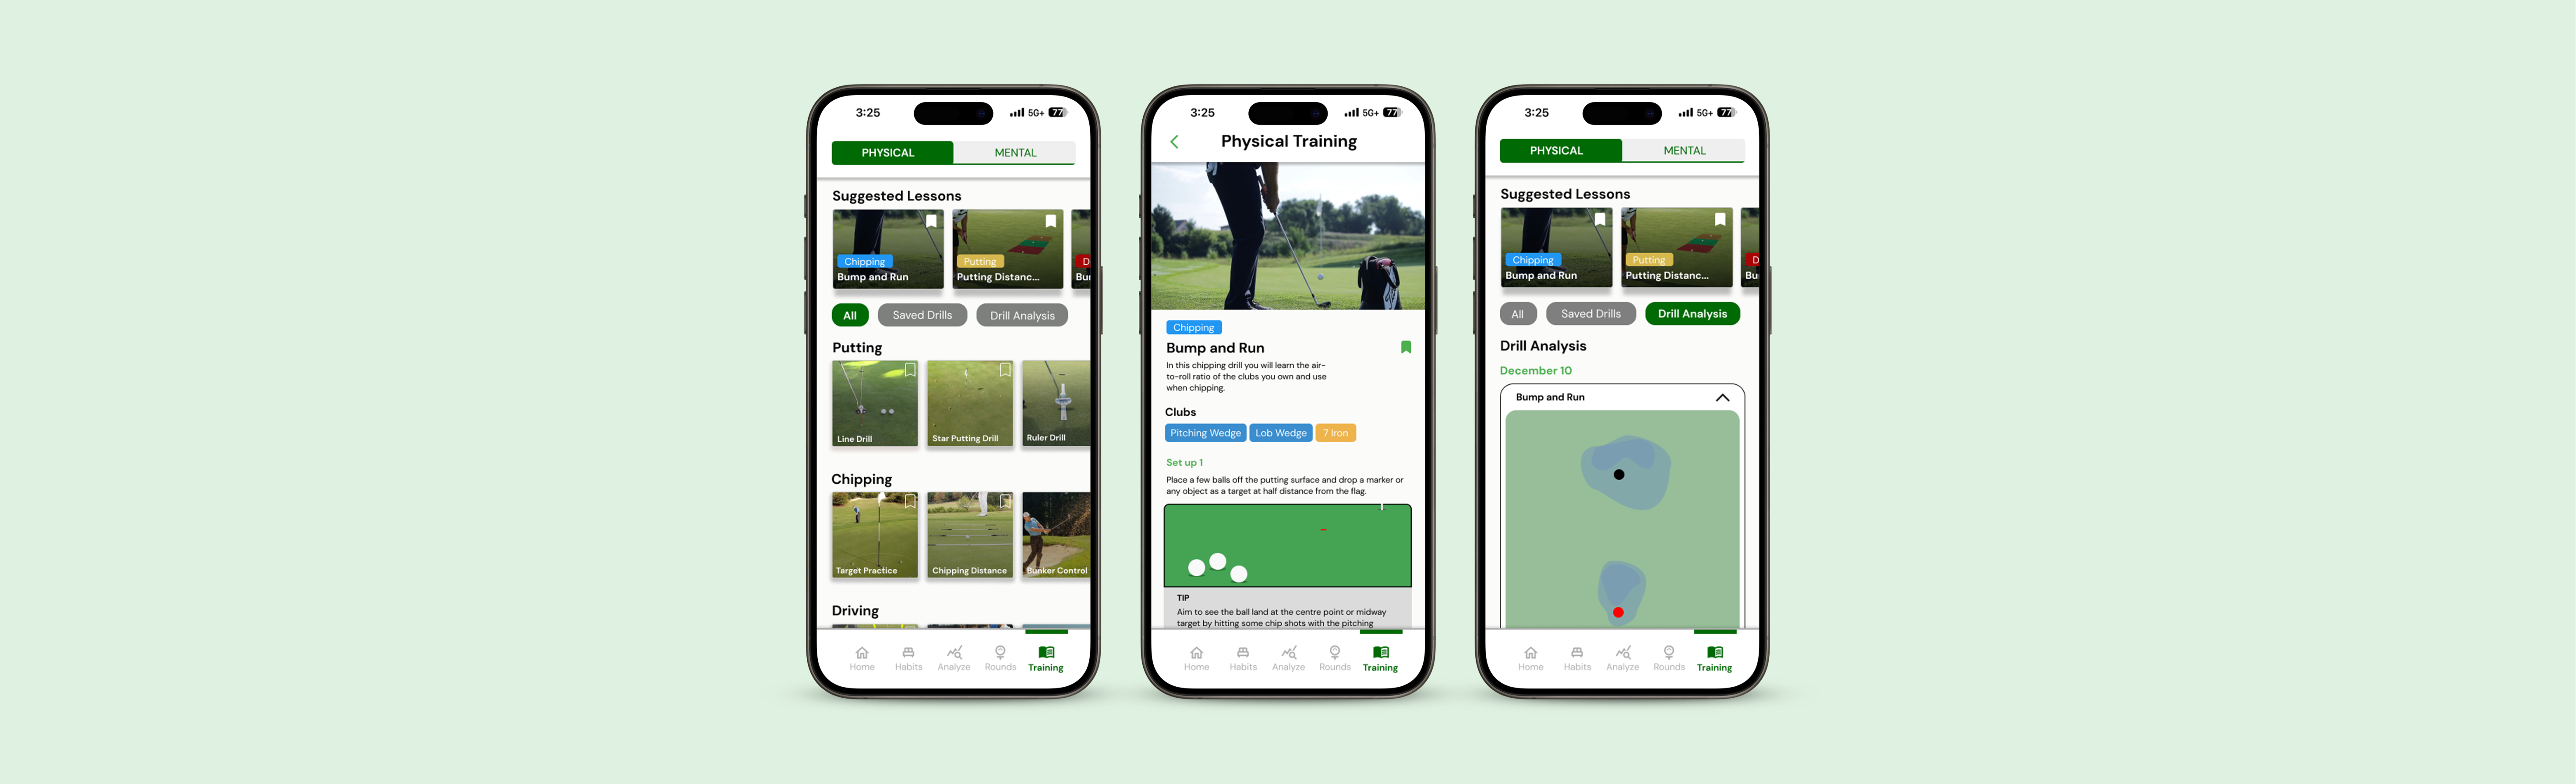 3:25
5G+ 77
PHYSICAL MENTAL
Suggested Lessons
Chipping
Bump and Run
Putting
Putting Distanc...
D
Bu
All Saved Drills Drill Analysis
Putting
Line Drill Star Putting Drill Ruler Drill
Chipping
Target Practice Chipping Distance Bunker Control
Driving
Home Habits Analyze Rounds Training
3:25
5G+ 77
Physical Training
Chipping
Bump and Run
In this chipping drill you will learn the air-
to-roll ratio of the clubs you own and use
when chipping.
Clubs
Pitching Wedge Lob Wedge 7 Iron
Set up 1
Place a few balls off the putting surface and drop a marker or
any object as a target at half distance from the flag.
TIP
Aim to see the ball land at the centre point or midway
target by hitting some chip shots with the pitching
Home Habits Analyze Rounds Training
3:25
5G+ 77
PHYSICAL MENTAL
Suggested Lessons
Chipping
Bump and Run
Putting
Putting Distanc...
D
Bu
All Saved Drills Drill Analysis
Drill Analysis
December 10
Bump and Run
Home Habits Analyze Rounds Training